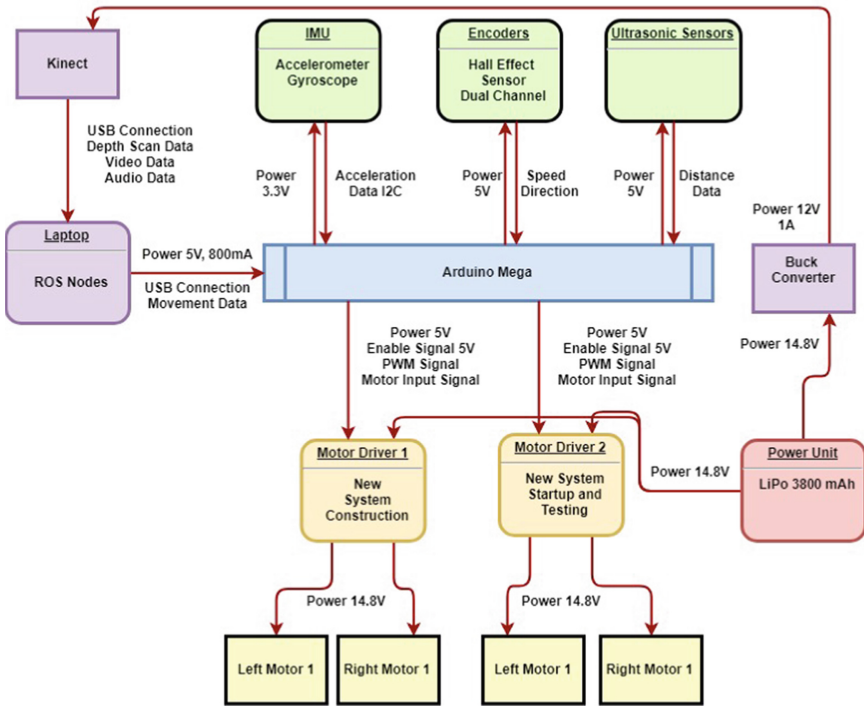 IMU
Accelerometer
Gyroscope
Encoders
Hall Effect
Sensor
Dual Channel
Ultrasonic Sensors
Kinect
USB Connection
Depth Scan Data
Video Data
Audio Data
Power
3.3V
Acceleration
Data I2C
Power
5V
Speed
Direction
Power
5V
Distance
Data
Power 12V
1A
Laptop
ROS Nodes
Power 5V, 800mA
USB Connection
Movement Data
Arduino Mega
Buck
Converter
Power 5V
Enable Signal 5V
PWM Signal
Motor Input Signal
Power 5V
Enable Signal 5V
PWM Signal
Motor Input Signal
Power 14.8V
Motor Driver 1
New
System
Construction
Motor Driver 2
New System
Startup and
Testing
Power 14.8V
Power Unit
LiPo 3800 mAh
Power 14.8V
Power 14.8V
Left Motor 1
Right Motor 1
Left Motor 1
Right Motor 1